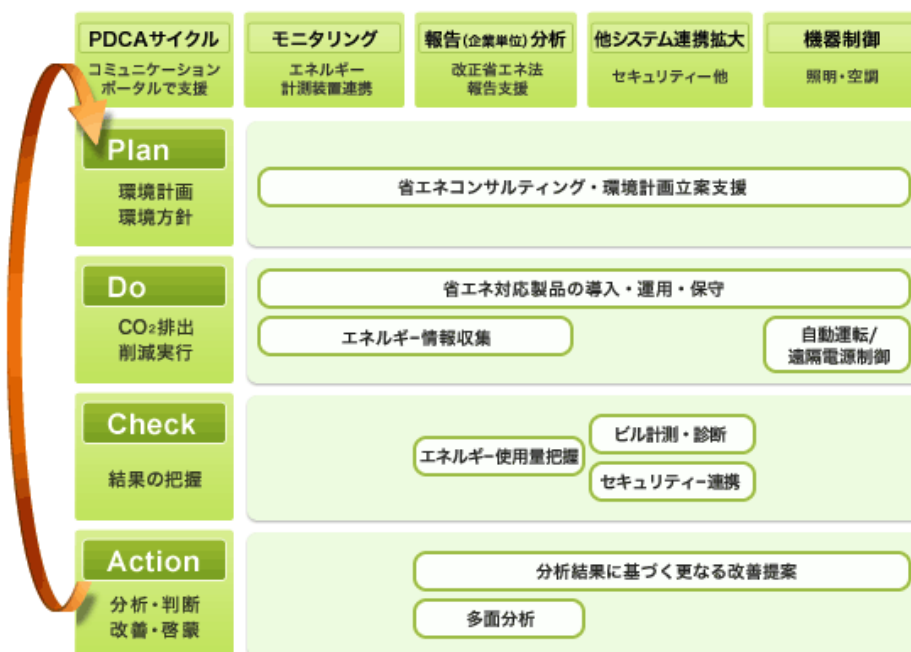 PDCAサイクル
コミュニケーション
ポータルで支援
モニタリング
エネルギー
計測装置連携
報告(企業単位)分析
改正省エネ法
報告支援
他システム連携拡大
セキュリティー他
機器制御
照明・空調
Plan
環境計画
環境方針
省エネコンサルティング・環境計画立案支援
Do
CO₂排出
削減実行
省エネ対応製品の導入・運用・保守
エネルギー情報収集
自動運転/
遠隔電源制御
Check
結果の把握
エネルギー使用量把握
ビル計測・診断
セキュリティー連携
Action
分析・判断
改善・啓蒙
分析結果に基づく更なる改善提案
多面分析